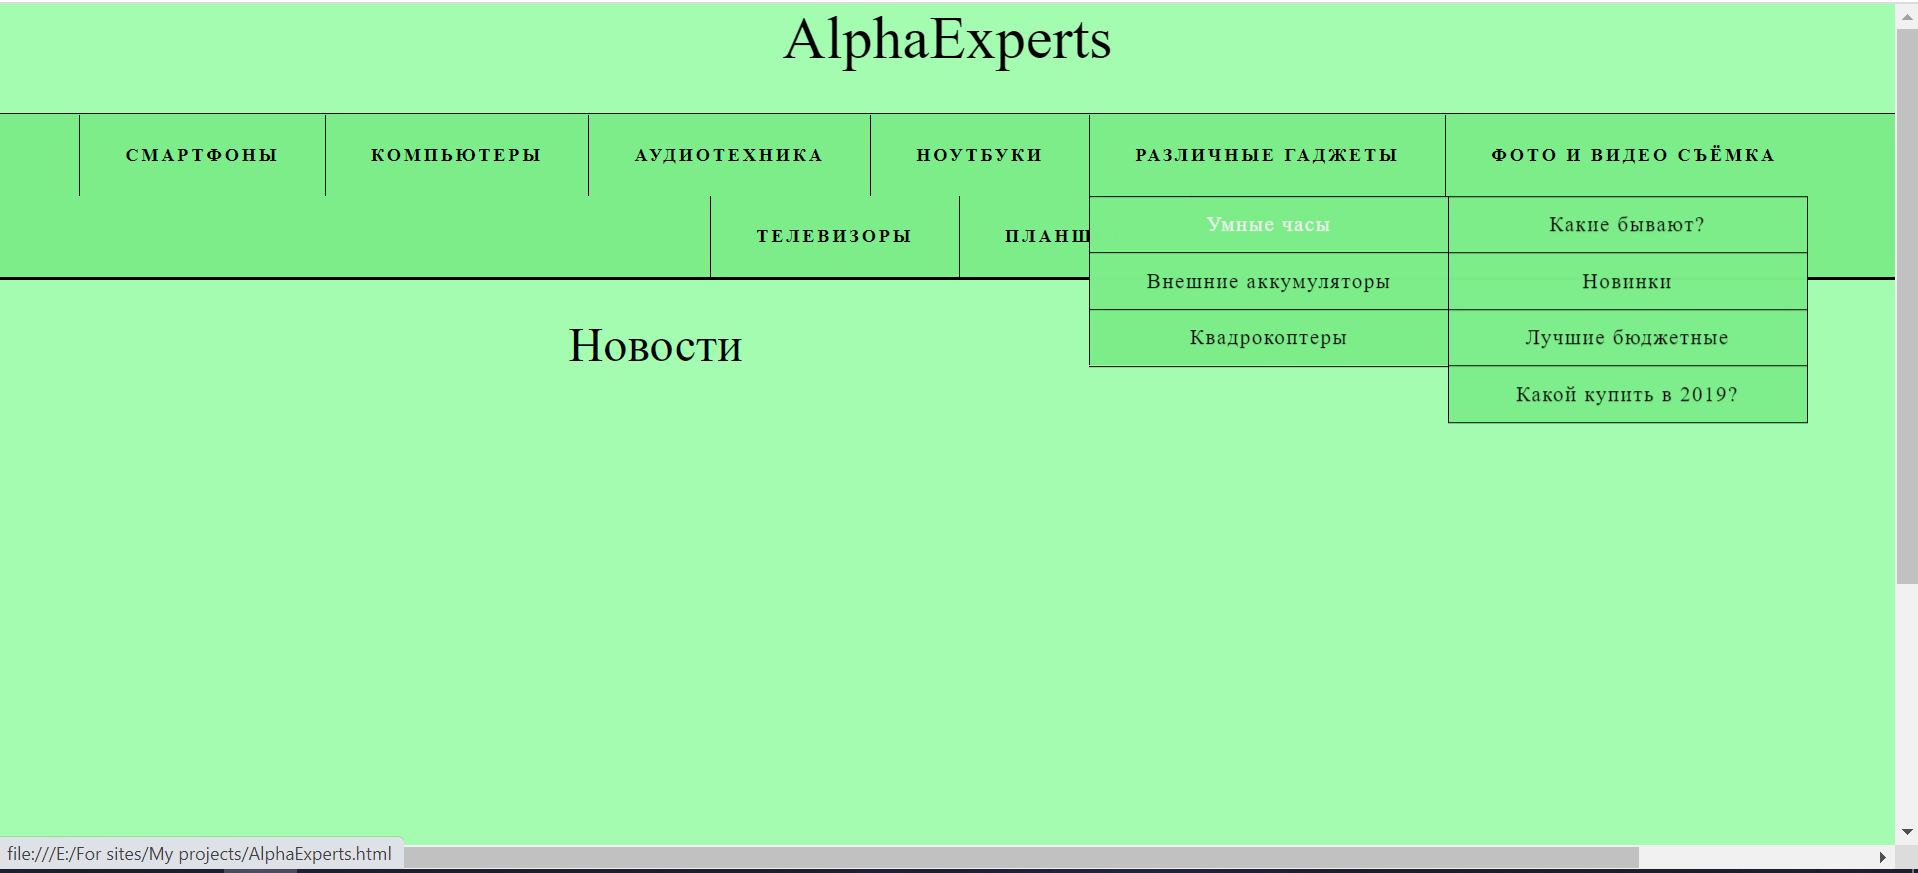 AlphaExperts
СМАРТФОНЫ КОМПЬЮТЕРЫ АУДИОТЕХНИКА НОУТБУКИ РАЗЛИЧНЫЕ ГАДЖЕТЫ ФОТО И ВИДЕО СЪЁМКА
ТЕЛЕВИЗОРЫ ПЛАНШ
Умные часы Какие бывают?
Внешние аккумуляторы Новинки
Квадрокоптеры Лучшие бюджетные
Какой купить в 2019?
Новости
file:///E:/For sites/My projects/AlphaExperts.html